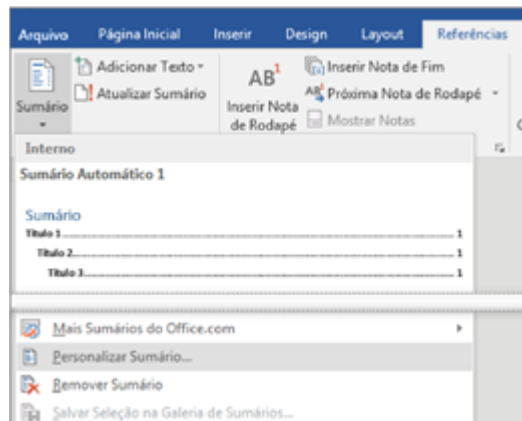 Arquivo Página Inicial Inserir Design Layout Referências
Sumário
Adicionar Texto
Atualizar Sumário
AB1
Inserir Nota
de Rodapé
Inserir Nota de Fim
Próxima Nota de Rodapé
Mostrar Notas
Interno
Sumário Automático 1
Sumário
Título 1 1
Título 2 1
Título 3 1
Mais Sumários do Office.com
Personalizar Sumário...
Remover Sumário
Salvar Seleção na Galeria de Sumários...